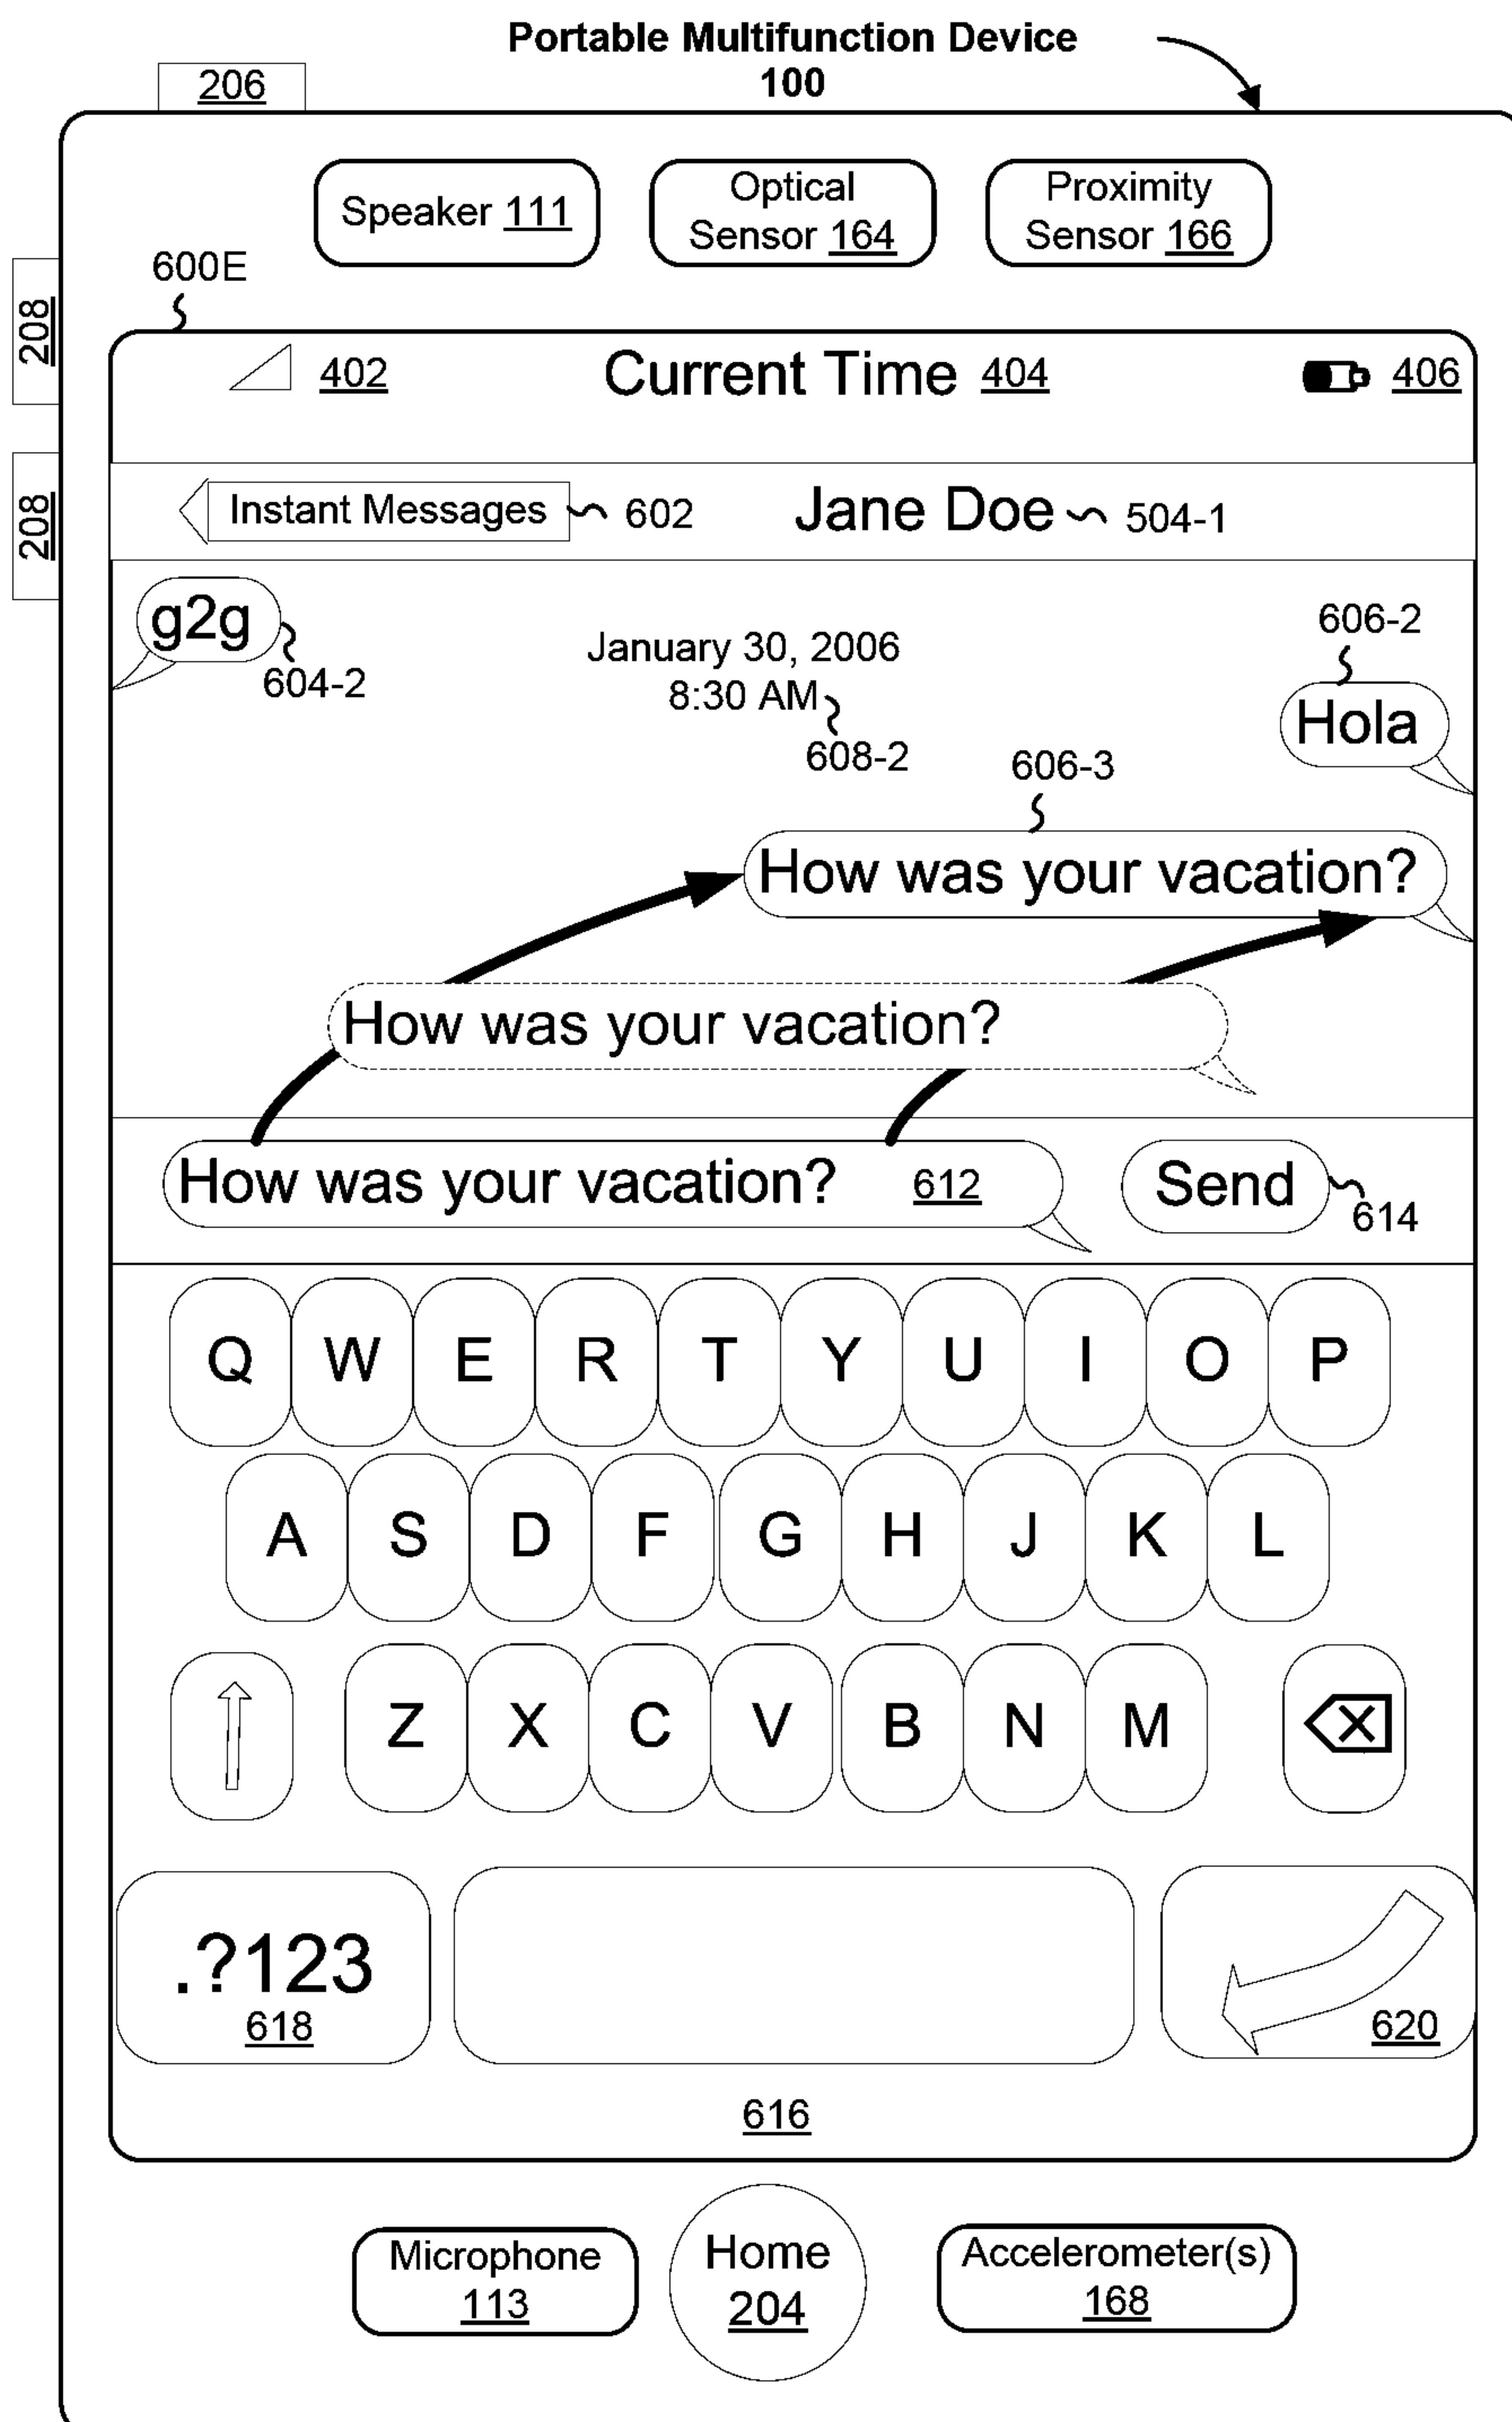 Portable Multifunction Device
100
206
Speaker 111
Optical
Sensor 164
Proximity
Sensor 166
208
208
600E
402
Current Time 404
406
Instant Messages
602
Jane Doe
504-1
g2g
604-2
January 30, 2006
8:30 AM
608-2
606-2
Hola
606-3
How was your vacation?
How was your vacation?
How was your vacation? 612
Send
614
Q W E R T Y U I O P
A S D F G H J K L
Z X C V B N M
.?123
618
620
616
Microphone
113
Home
204
Accelerometer(s)
168